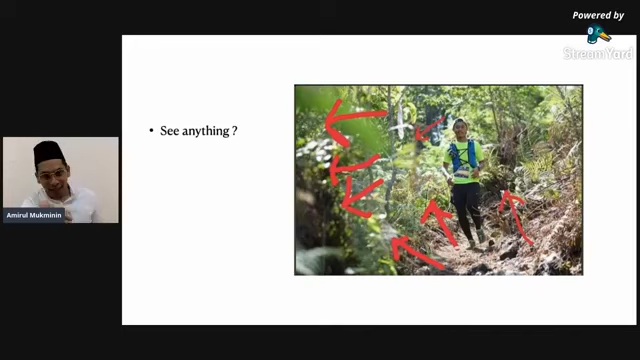 Powered by
StreamYard
• See anything ?
Amirul Mukminin